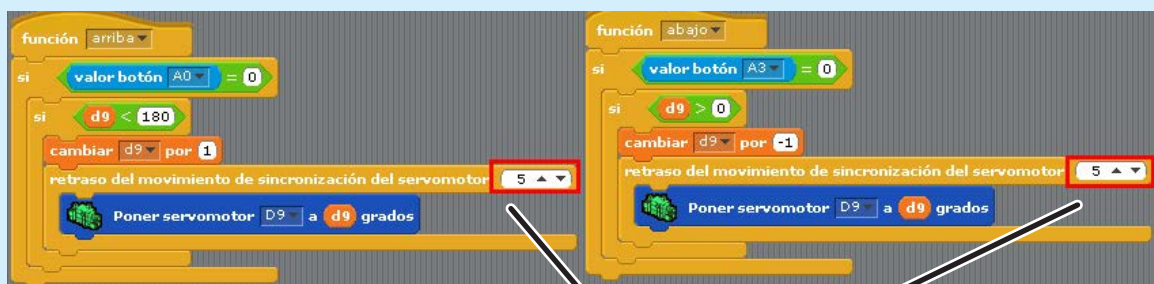 función arriba
si valor botón A0 = 0
si d9 < 180
cambiar d9 por 1
retraso del movimiento de sincronización del servomotor 5
Poner servomotor D9 a d9 grados
función abajo
si valor botón A3 = 0
si d9 > 0
cambiar d9 por -1
retraso del movimiento de sincronización del servomotor 5
Poner servomotor D9 a d9 grados